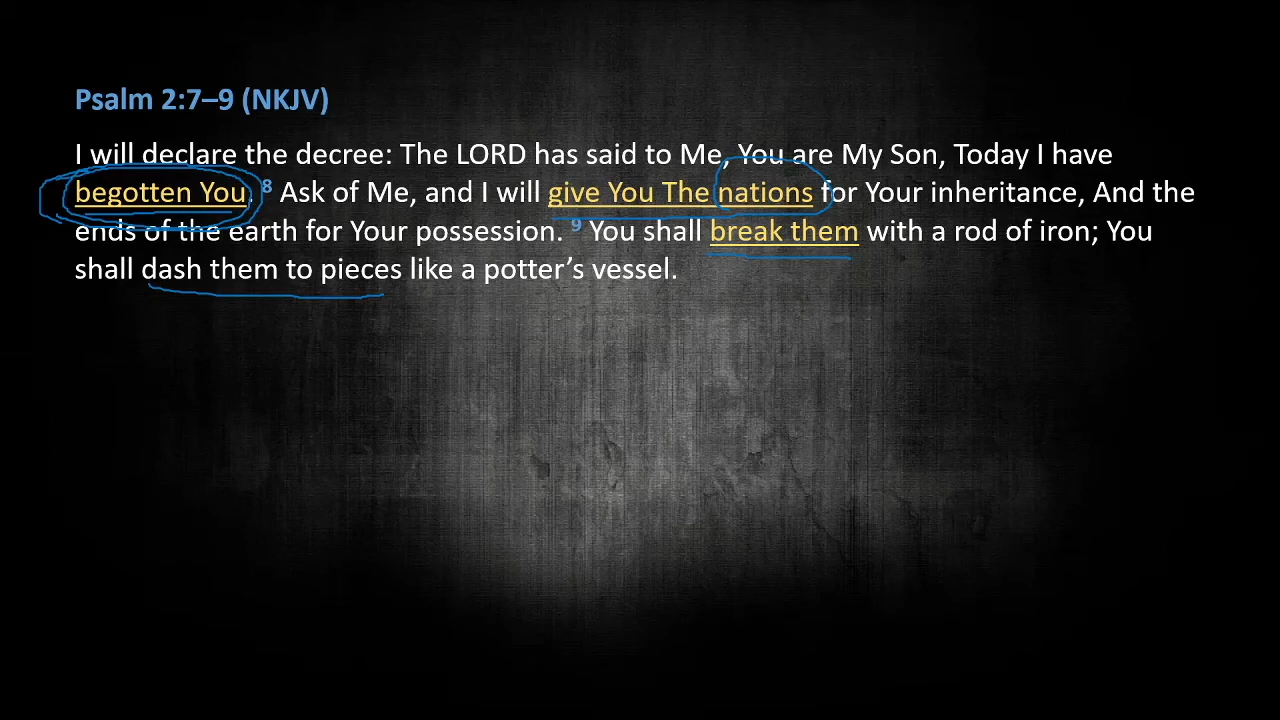 Psalm 2:7–9 (NKJV)
I will declare the decree: The LORD has said to Me, You are My Son, Today I have
begotten You. 8 Ask of Me, and I will give You The nations for Your inheritance, And the
ends of the earth for Your possession. 9 You shall break them with a rod of iron; You
shall dash them to pieces like a potter’s vessel.